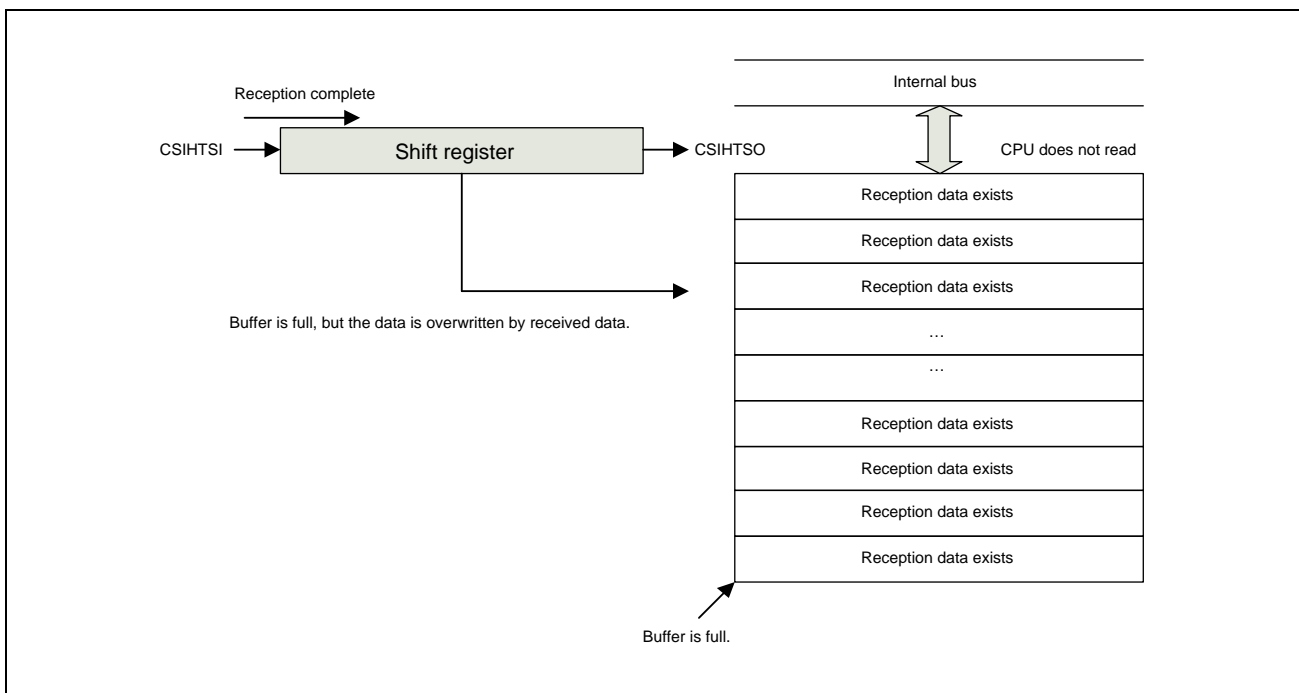 Internal bus
Reception complete
CSIHTSI
Shift register
CSIHTSO
CPU does not read
Reception data exists
Reception data exists
Reception data exists
Buffer is full, but the data is overwritten by received data.
…
…
Reception data exists
Reception data exists
Reception data exists
Reception data exists
Buffer is full.